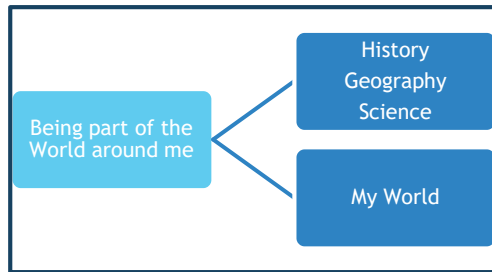 Being part of the
World around me
History
Geography
Science
My World